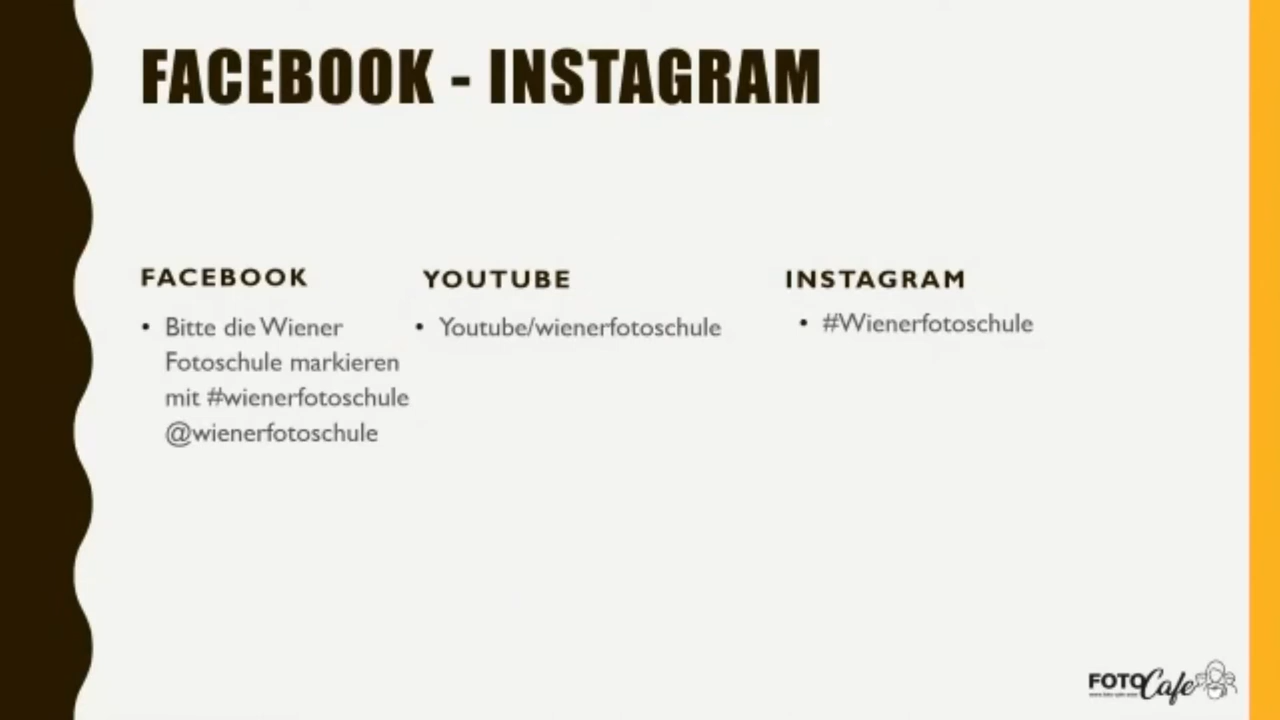 FACEBOOK - INSTAGRAM
FACEBOOK
• Bitte die Wiener
Fotoschule markieren
mit #wienerfotoschule
@wienerfotoschule
YOUTUBE
• Youtube/wienerfotoschule
INSTAGRAM
• #Wienerfotoschule
FOTO Cafe